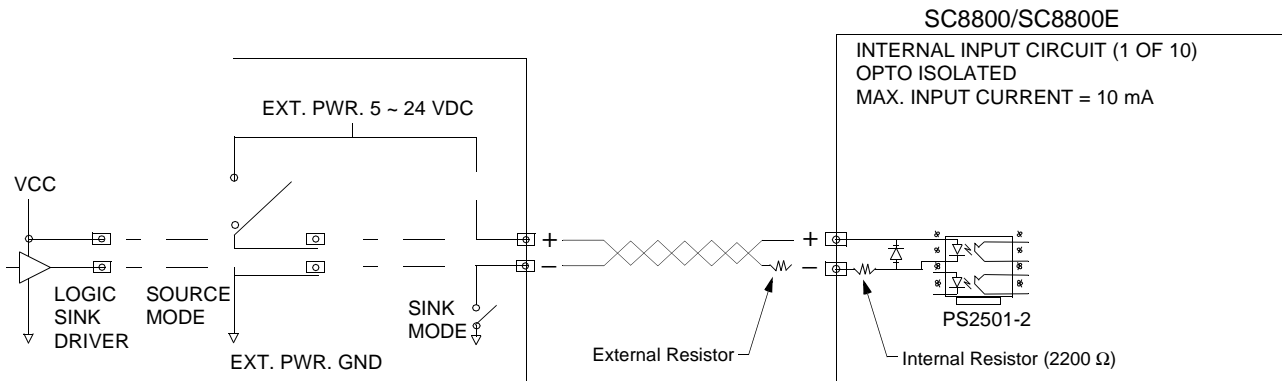 SC8800/SC8800E
INTERNAL INPUT CIRCUIT (1 OF 10)
OPTO ISOLATED
MAX. INPUT CURRENT = 10 mA
EXT. PWR. 5 ~ 24 VDC
VCC
+
+
−
−
LOGIC
SINK
DRIVER
SOURCE
MODE
SINK
MODE
EXT. PWR. GND
External Resistor
Internal Resistor (2200 Ω)
PS2501-2